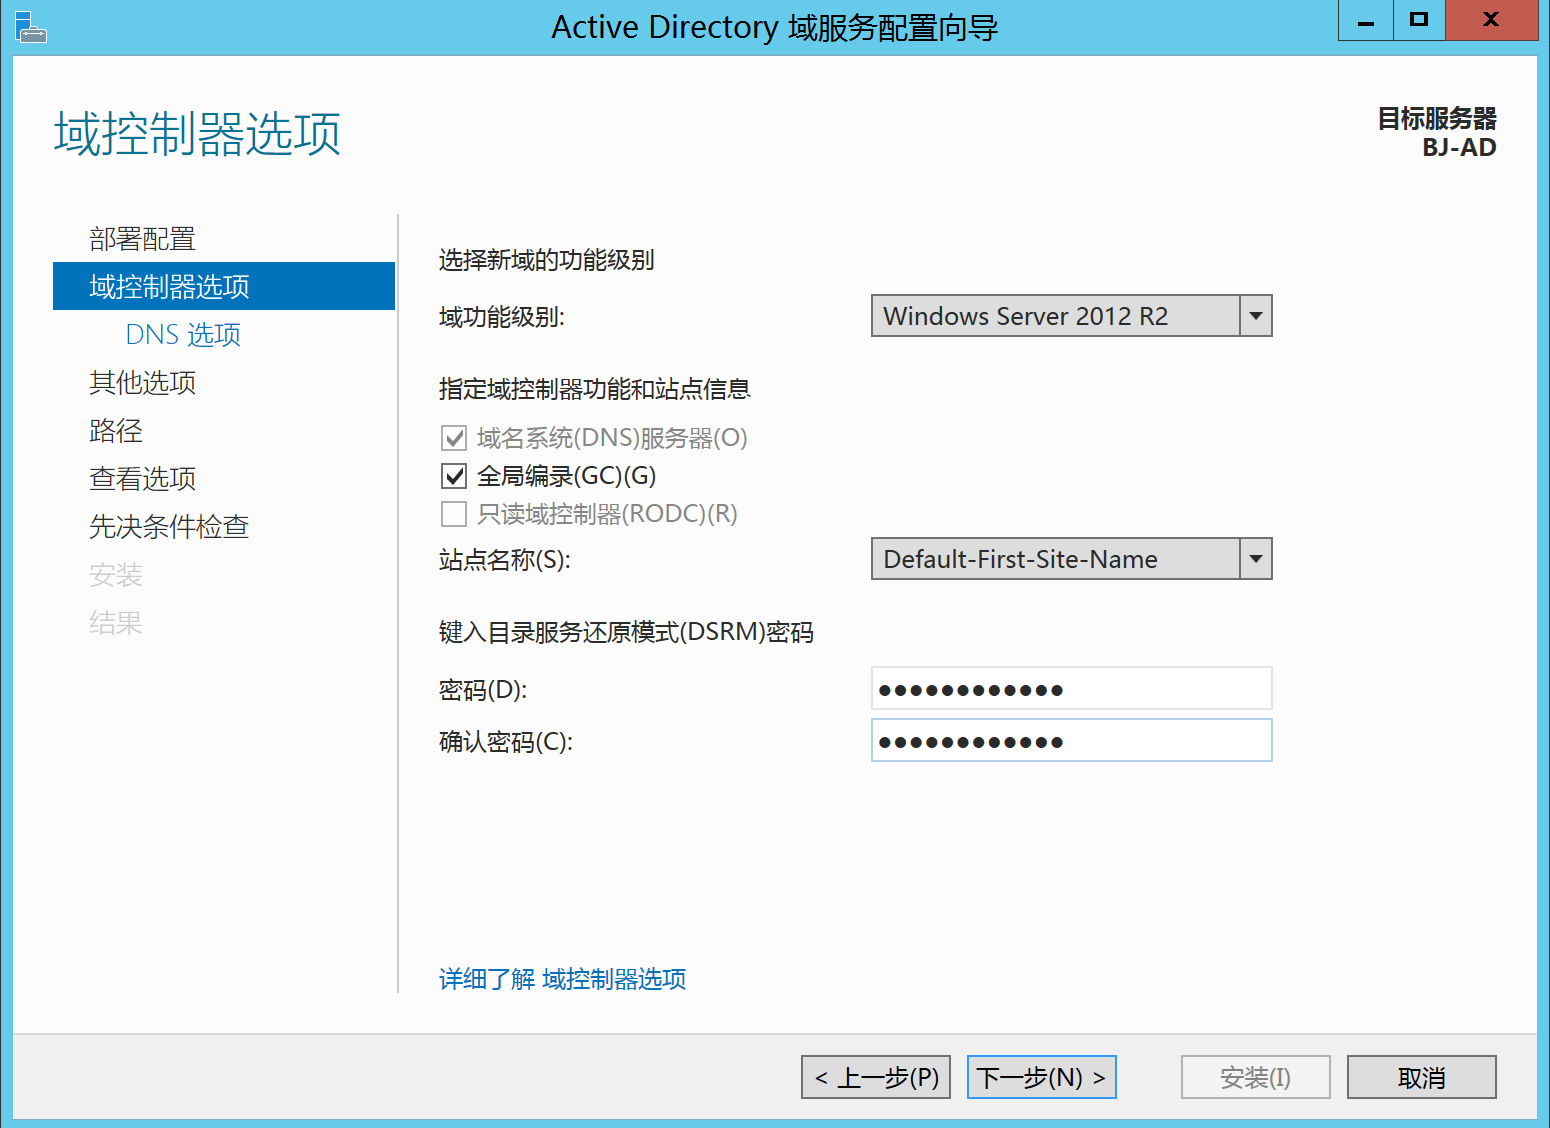 Active Directory 域服务配置向导
域控制器选项
目标服务器
BJ-AD
部署配置
域控制器选项
DNS 选项
其他选项
路径
查看选项
先决条件检查
安装
结果
选择新域的功能级别
域功能级别:
Windows Server 2012 R2
指定域控制器功能和站点信息
域名系统(DNS)服务器(O)
全局编录(GC)(G)
只读域控制器(RODC)(R)
站点名称(S):
Default-First-Site-Name
键入目录服务还原模式(DSRM)密码
密码(D):
●●●●●●●●●●●●
确认密码(C):
●●●●●●●●●●●●
详细了解 域控制器选项
< 上一步(P)
下一步(N) >
安装(I)
取消